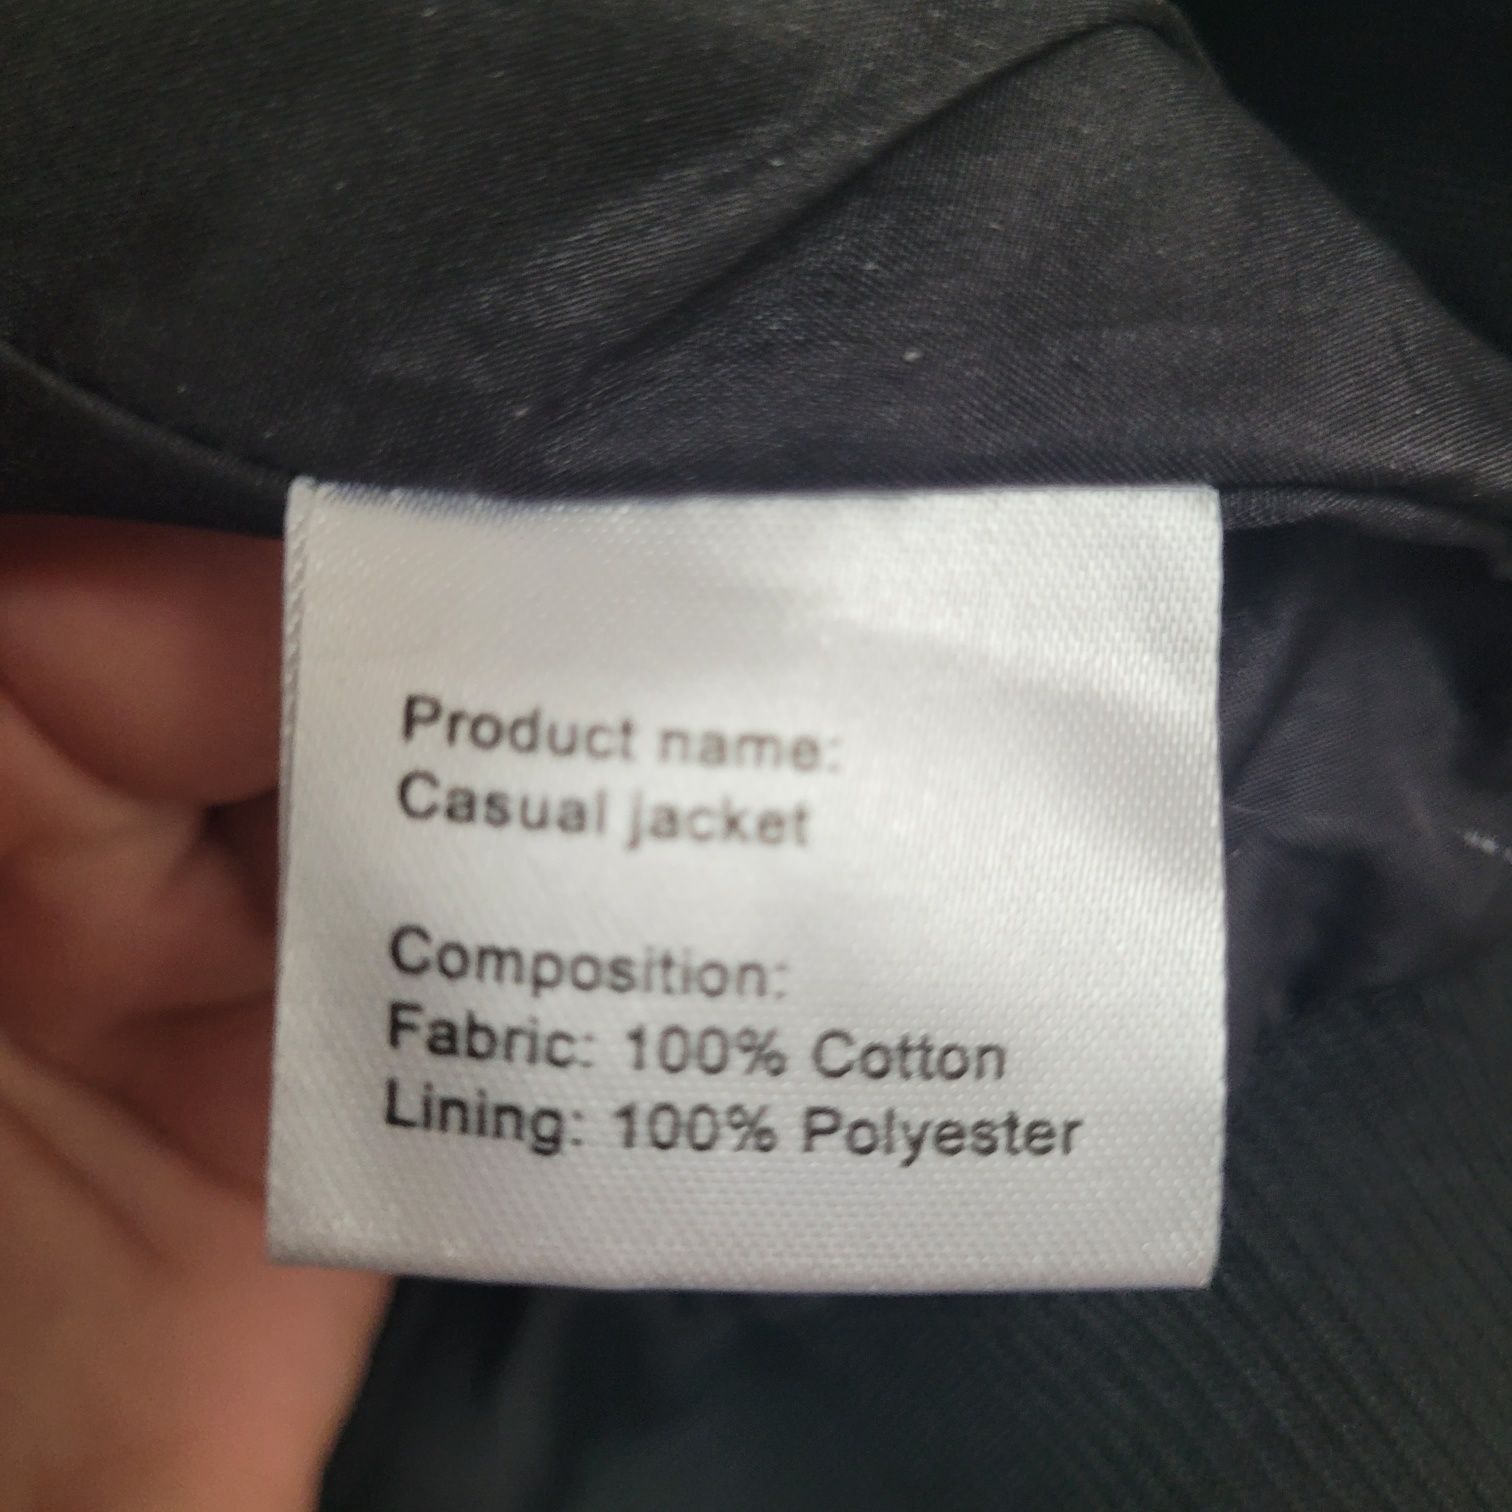 Product name:
Casual jacket
Composition:
Fabric: 100% Cotton
Lining: 100% Polyester